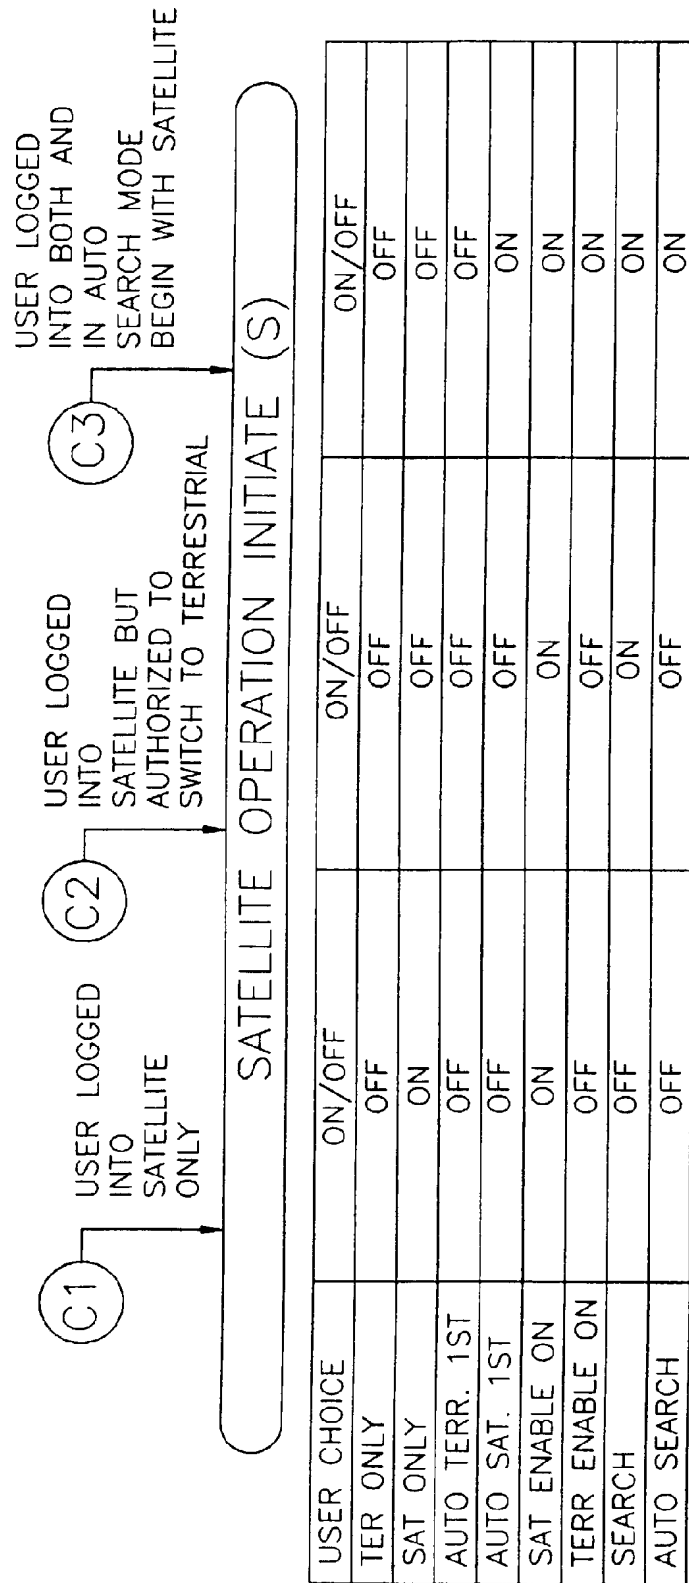 C1
USER LOGGED
INTO
SATELLITE
ONLY
C2
USER LOGGED
INTO
SATELLITE BUT
AUTHORIZED TO
SWITCH TO TERRESTRIAL
C3
USER LOGGED
INTO BOTH AND
IN AUTO
SEARCH MODE
BEGIN WITH SATELLITE
SATELLITE OPERATION INITIATE (S)
USER CHOICE ON/OFF ON/OFF ON/OFF
TER ONLY OFF OFF OFF
SAT ONLY ON OFF OFF
AUTO TERR. 1ST OFF OFF OFF
AUTO SAT. 1ST OFF OFF ON
SAT ENABLE ON ON ON ON
TERR ENABLE ON OFF OFF ON
SEARCH OFF ON ON
AUTO SEARCH OFF OFF ON